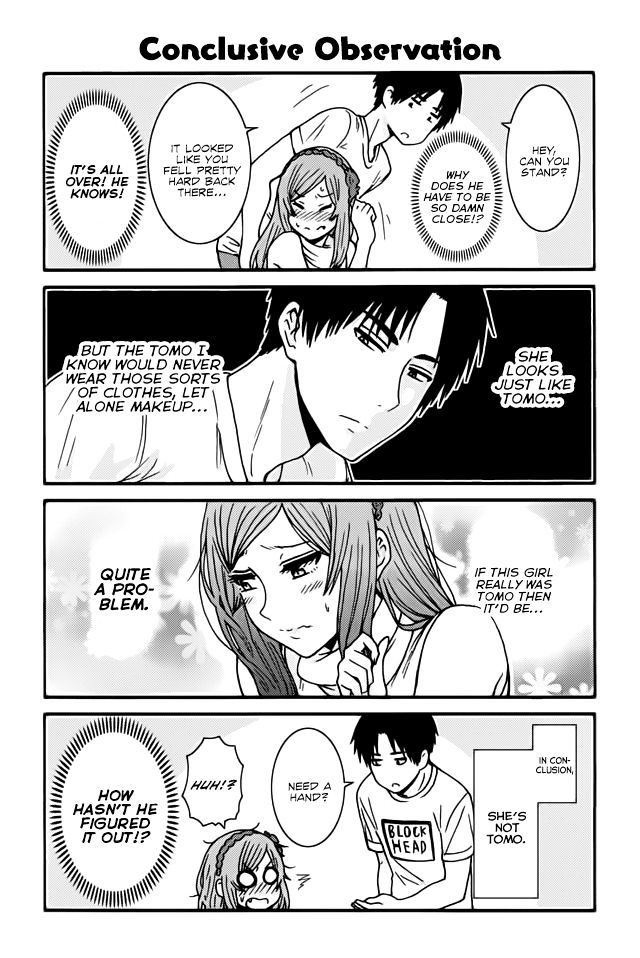 Conclusive Observation
HEY,
CAN YOU
STAND?
WHY
DOES HE
HAVE TO BE
SO DAMN
CLOSE!?
IT LOOKED
LIKE YOU
FELL PRETTY
HARD BACK
THERE...
IT'S ALL
OVER! HE
KNOWS!
SHE
LOOKS
JUST LIKE
TOMO...
BUT THE TOMO I
KNOW WOULD NEVER
WEAR THOSE SORTS
OF CLOTHES, LET
ALONE MAKEUP...
IF THIS GIRL
REALLY WAS
TOMO THEN
IT'D BE...
QUITE
A PRO-
BLEM.
IN CON-
CLUSION,
SHE'S
NOT
TOMO.
BLOCK
HEAD
NEED A
HAND?
HUH!?
HOW
HASN'T HE
FIGURED
IT OUT!?